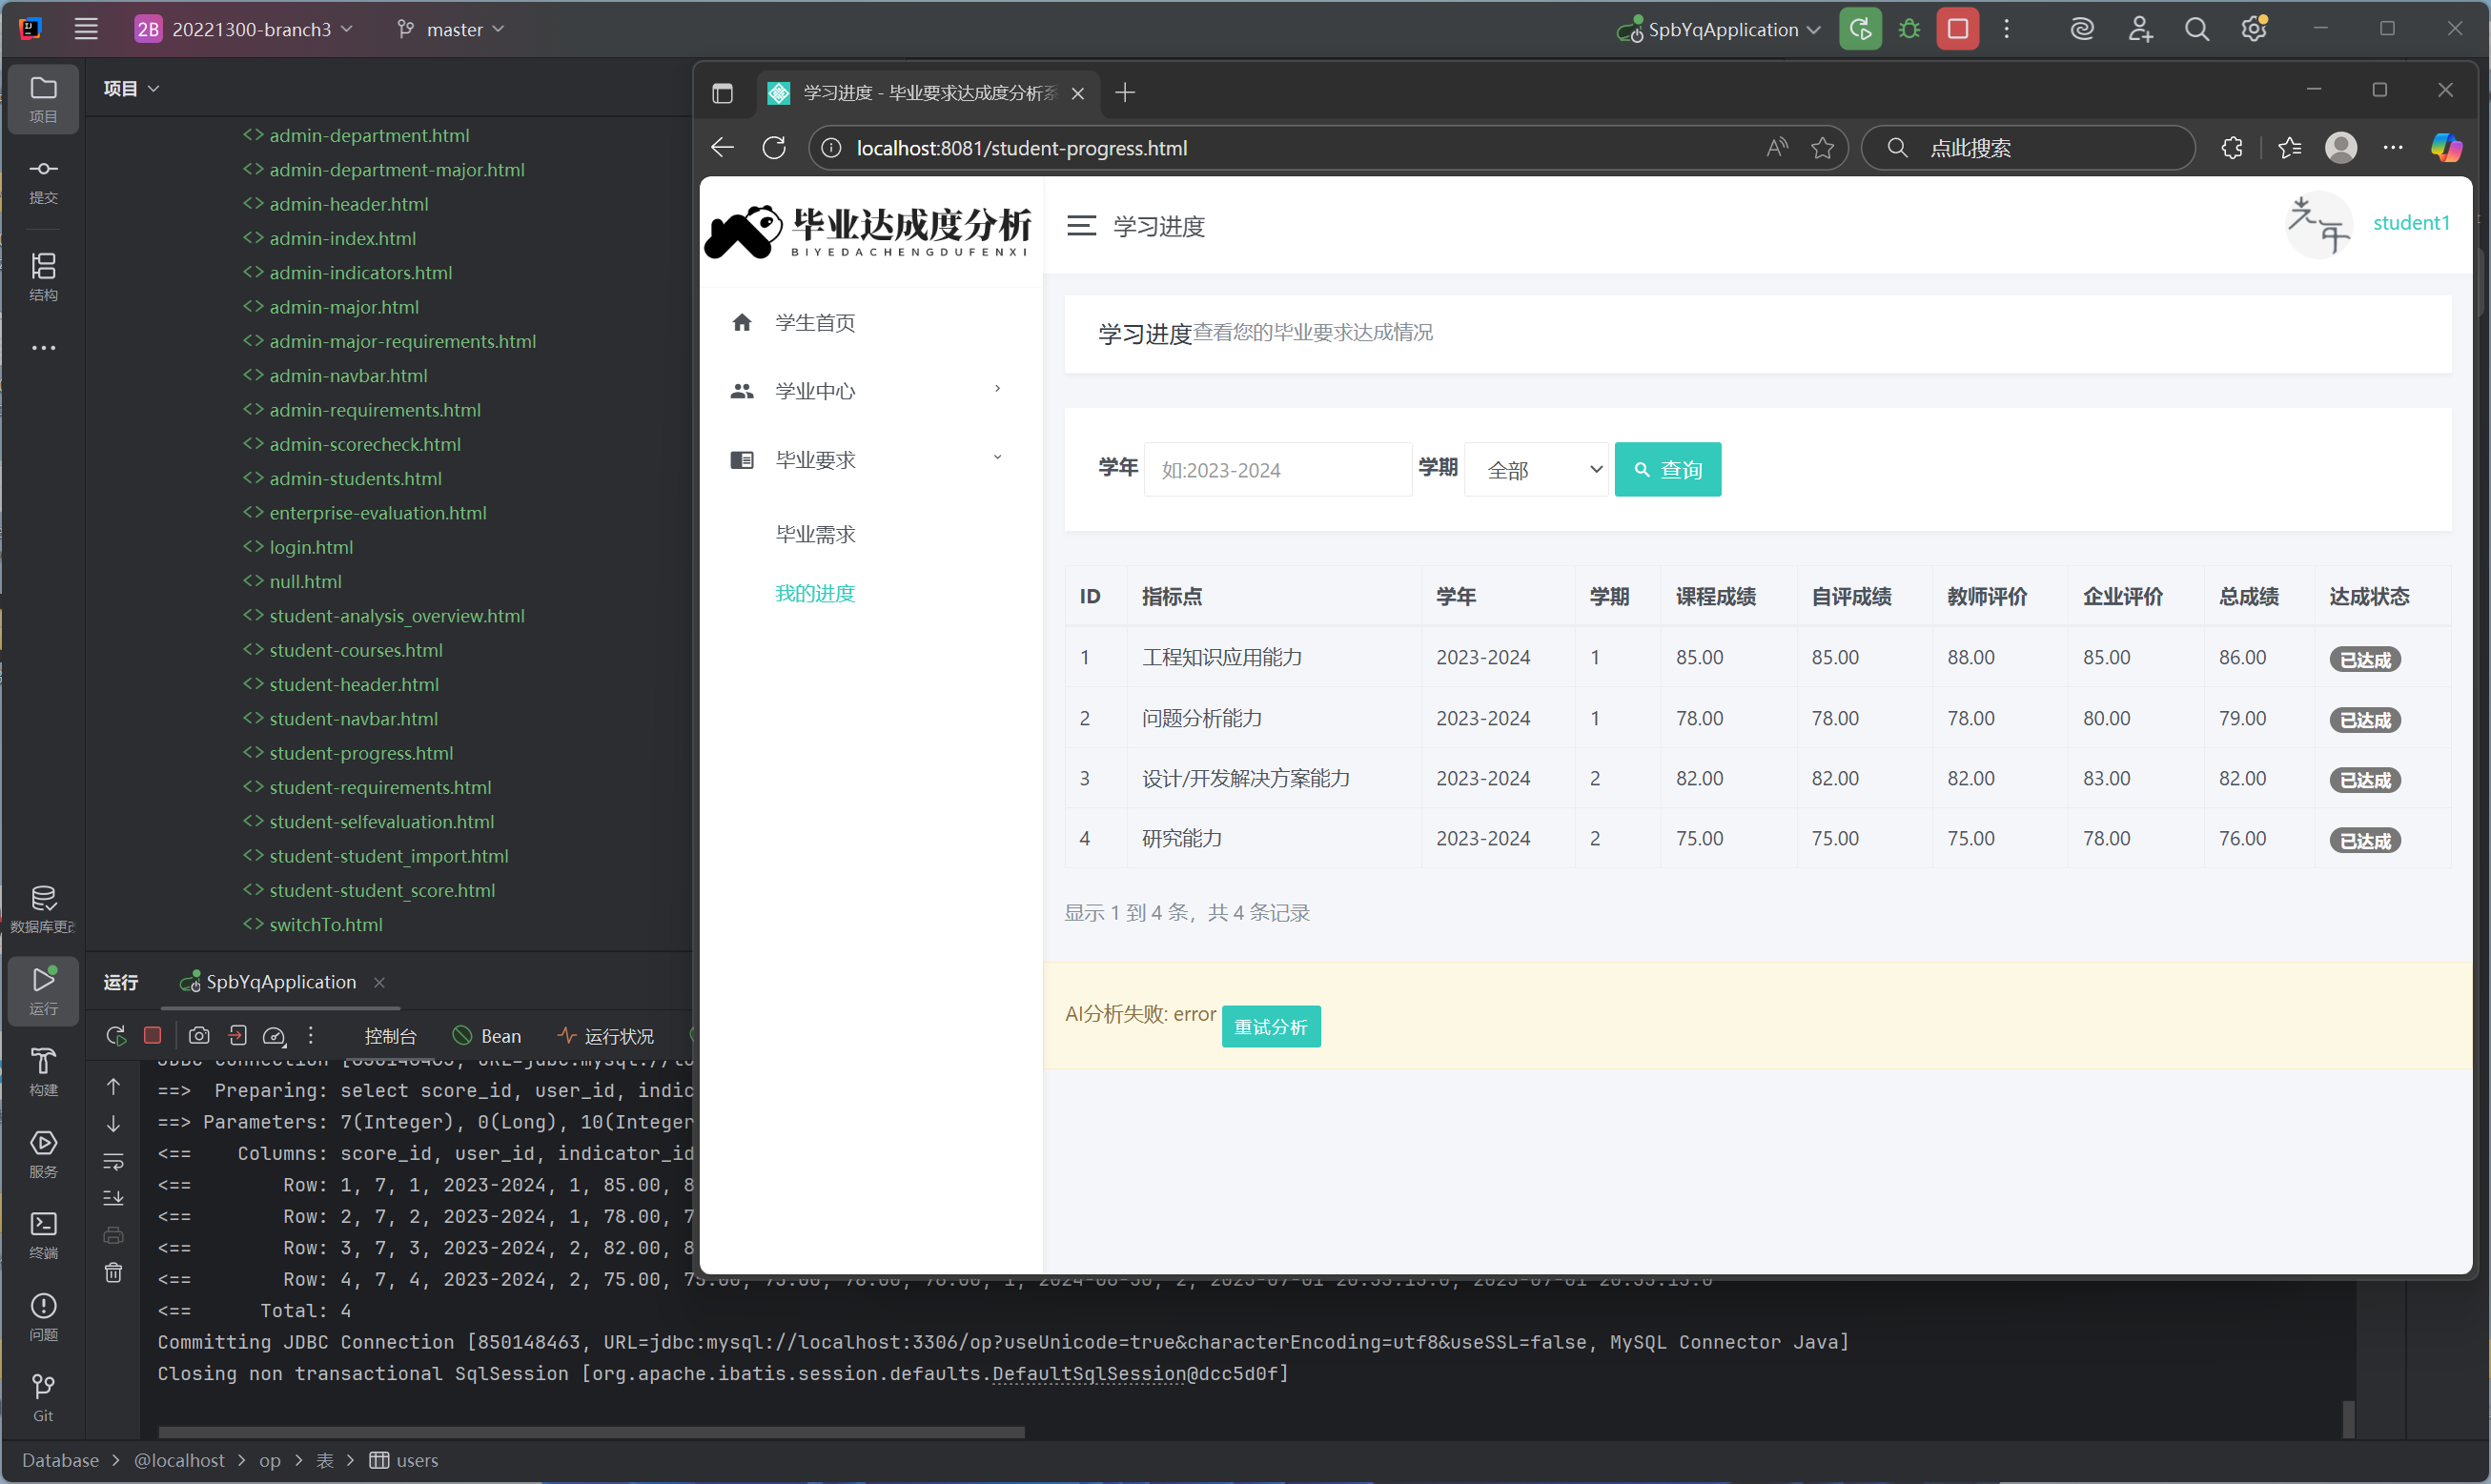 2B 20221300-branch3 master SpbYqApplication
项目
项目
提交
结构
数据库更改
运行
构建
服务
终端
问题
Git
admin-department.html
admin-department-major.html
admin-header.html
admin-index.html
admin-indicators.html
admin-major.html
admin-major-requirements.html
admin-navbar.html
admin-requirements.html
admin-scorecheck.html
admin-students.html
enterprise-evaluation.html
login.html
null.html
student-analysis_overview.html
student-courses.html
student-header.html
student-navbar.html
student-progress.html
student-requirements.html
student-selfevaluation.html
student-student_import.html
student-student_score.html
switchTo.html
学习进度 - 毕业要求达成度分析系
localhost:8081/student-progress.html
点此搜索
毕业达成度分析
BIYEDACHENGDUFENXI
学习进度
student1
学生首页
学业中心
毕业要求
毕业需求
我的进度
学习进度查看您的毕业要求达成情况
学年 如:2023-2024 学期 全部 查询
ID 指标点 学年 学期 课程成绩 自评成绩 教师评价 企业评价 总成绩 达成状态
1 工程知识应用能力 2023-2024 1 85.00 85.00 88.00 85.00 86.00 已达成
2 问题分析能力 2023-2024 1 78.00 78.00 78.00 80.00 79.00 已达成
3 设计/开发解决方案能力 2023-2024 2 82.00 82.00 82.00 83.00 82.00 已达成
4 研究能力 2023-2024 2 75.00 75.00 75.00 78.00 76.00 已达成
显示 1 到 4 条，共 4 条记录
AI分析失败: error 重试分析
运行 SpbYqApplication
控制台 Bean 运行状况
==>  Preparing: select score_id, user_id, indic
==> Parameters: 7(Integer), 0(Long), 10(Integer
<==    Columns: score_id, user_id, indicator_id
<==        Row: 1, 7, 1, 2023-2024, 1, 85.00, 8
<==        Row: 2, 7, 2, 2023-2024, 1, 78.00, 7
<==        Row: 3, 7, 3, 2023-2024, 2, 82.00, 8
<==        Row: 4, 7, 4, 2023-2024, 2, 75.00,
<==      Total: 4
Committing JDBC Connection [850148463, URL=jdbc:mysql://localhost:3306/op?useUnicode=true&characterEncoding=utf8&useSSL=false, MySQL Connector Java]
Closing non transactional SqlSession [org.apache.ibatis.session.defaults.DefaultSqlSession@dcc5d0f]
Database > @localhost > op > 表 > users